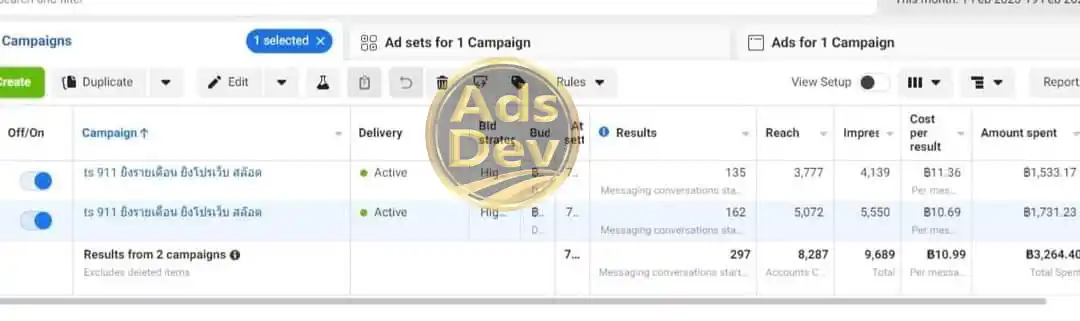 Campaigns
1 selected ×
Ad sets for 1 Campaign
Ads for 1 Campaign
Create
Duplicate
Edit
Rules
View Setup
Report
Off/On
Campaign ↑
Delivery
Bid strateg
Bud
At sett
Results
Reach
Impres
Cost per result
Amount spent
ts 911 ยิงรายเดือน ยิงโปรเว็บ สล๊อต
Active
Hig...
฿..
7...
135
Messaging conversations sta...
3,777
4,139
฿11.36
Per mes...
฿1,533.17
ts 911 ยิงรายเดือน ยิงโปรเว็บ สล๊อต
Active
Hig...
฿..
D...
7...
162
Messaging conversations sta...
5,072
5,550
฿10.69
Per mes...
฿1,731.23
Results from 2 campaigns
Excludes deleted items
7...
297
Messaging conversations start...
8,287
Accounts C...
9,689
Total
฿10.99
Per messa...
฿3,264.40
Total Spent
Ads
Dev